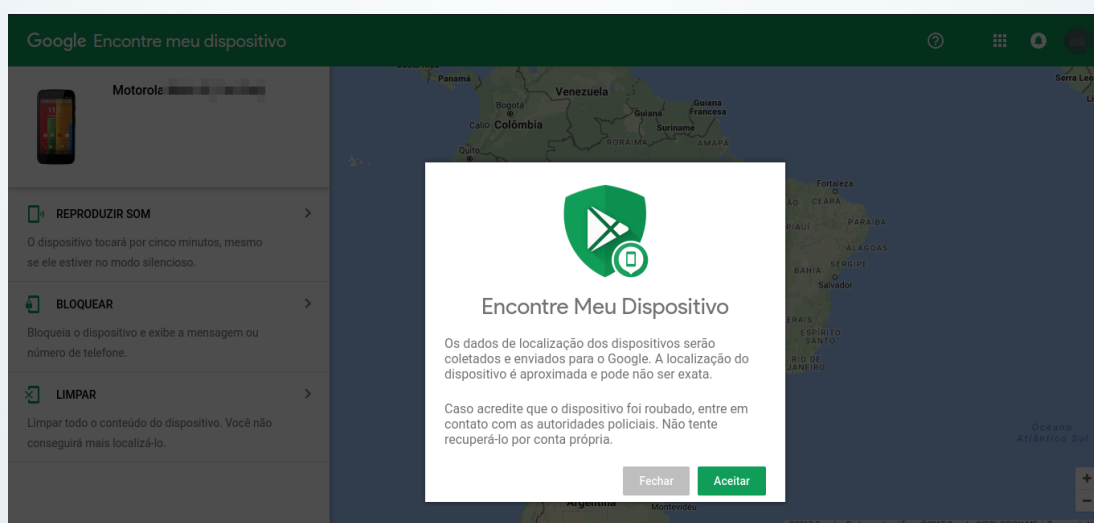 Google Encontre meu dispositivo
Motorola
REPRODUZIR SOM
O dispositivo tocará por cinco minutos, mesmo
se ele estiver no modo silencioso.
BLOQUEAR
Bloqueia o dispositivo e exibe a mensagem ou
número de telefone.
LIMPAR
Limpar todo o conteúdo do dispositivo. Você não
conseguirá mais localizá-lo.
Panamá
Venezuela
Bogotá
Guiana
Guiana
Francesa
Cali
Colômbia
Suriname
Quito
RORAIMA
AMAPÁ
Serra Leo
Encontre Meu Dispositivo
Os dados de localização dos dispositivos serão
coletados e enviados para o Google. A localização do
dispositivo é aproximada e pode não ser exata.
Caso acredite que o dispositivo foi roubado, entre em
contato com as autoridades policiais. Não tente
recuperá-lo por conta própria.
Fechar
Aceitar
Fortaleza
CEARÁ
PARAÍBA
PIAUÍ
ALAGOAS
SERGIPE
BAHIA
Salvador
ERAIS
ESPÍRITO
SANTO
RIO DE
JANEIRO
Oceano
Atlântico Sul
Argentina
Montevidéu
+
−